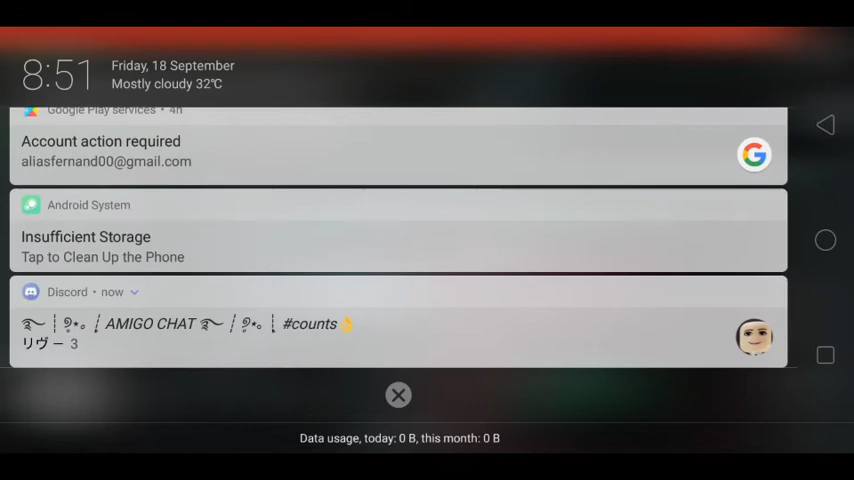 8:51
Friday, 18 September
Mostly cloudy 32℃
Google Play services • 4h
Account action required
aliasfernand00@gmail.com
Android System
Insufficient Storage
Tap to Clean Up the Phone
Discord • now
AMIGO CHAT #counts👌
リヴ — 3
Data usage, today: 0 B, this month: 0 B